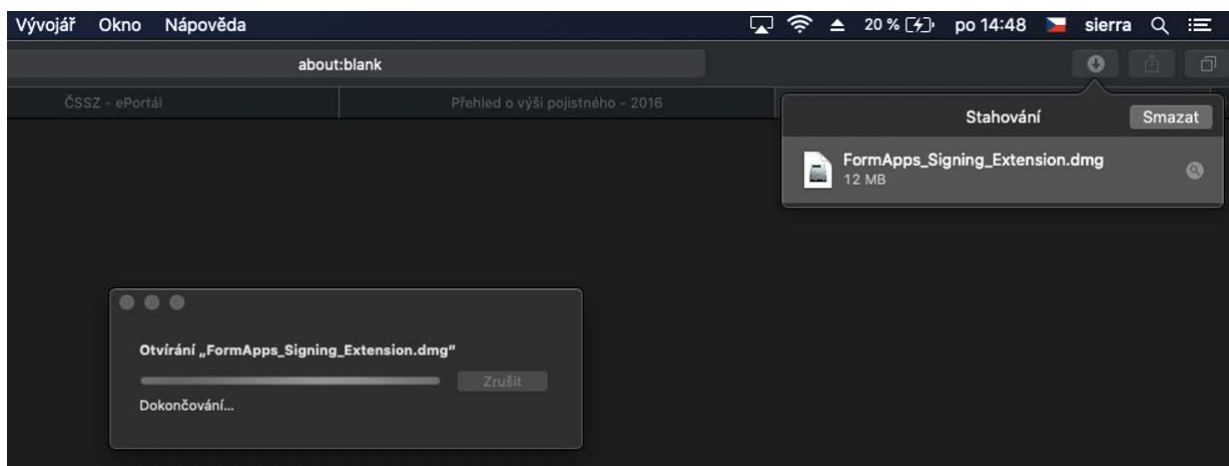 Vývojář Okno Nápověda 20 % po 14:48 sierra
about:blank
ČSSZ - ePortál Přehled o výši pojistného - 2016
Stahování Smazat
FormApps_Signing_Extension.dmg
12 MB
Otvírání „FormApps_Signing_Extension.dmg“
Zrušit
Dokončování...